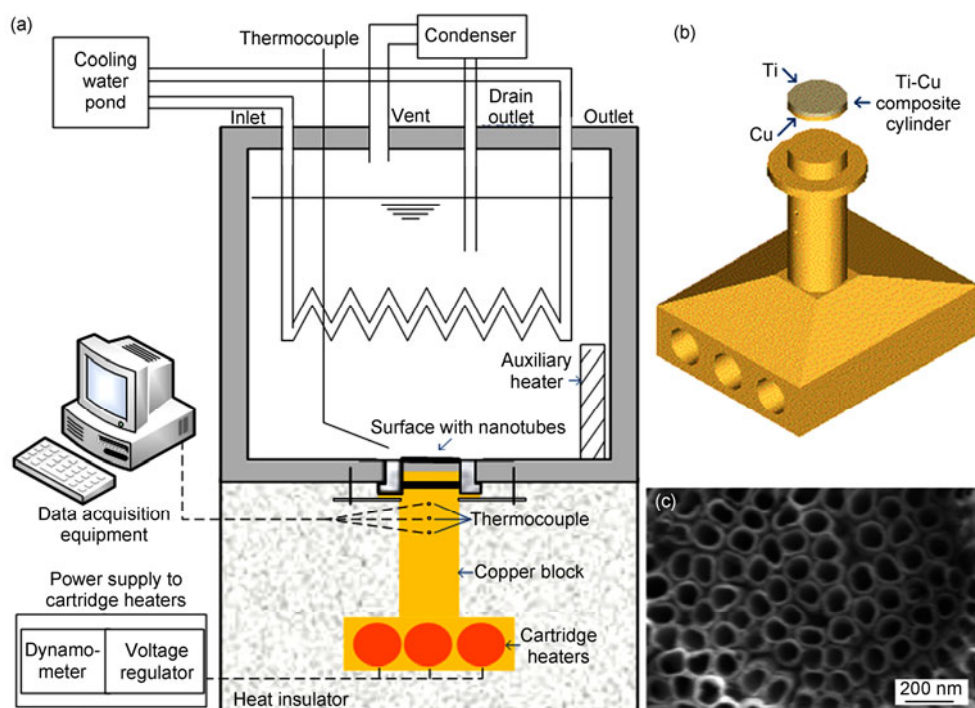 (a)
Thermocouple
Condenser
Cooling
water
pond
Inlet
Vent
Drain
outlet
Outlet
Auxiliary
heater
Surface with nanotubes
Data acquisition
equipment
Thermocouple
Copper block
Power supply to
cartridge heaters
Dynamo-
meter
Voltage
regulator
Cartridge
heaters
Heat insulator
(b)
Ti
Ti-Cu
composite
cylinder
Cu
(c)
200 nm